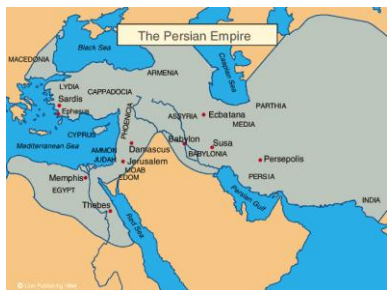 The Persian Empire
Black Sea
Caspian Sea
MACEDONIA
ARMENIA
LYDIA
CAPPADOCIA
Sardis
Ephesus
PARTHIA
ASSYRIA
Ecbatana
MEDIA
PHOENICIA
CYPRUS
Mediterranean Sea
AMMON
Damascus
Babylon
Susa
BABYLONIA
JUDAH
Jerusalem
Persepolis
MOAB
EDOM
Memphis
EGYPT
PERSIA
Thebes
Persian Gulf
INDIA
Red Sea